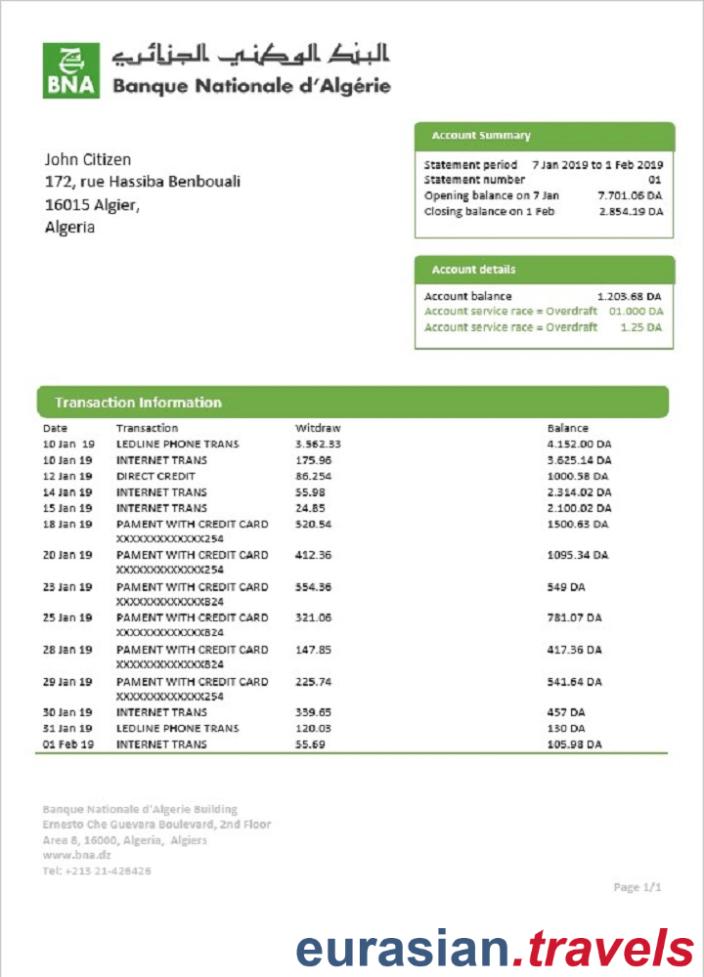 البنك الوطني الجزائري
BNA
Banque Nationale d'Algérie
John Citizen
172, rue Hassiba Benbouali
16015 Algier,
Algeria
Account Summary
Statement period 7 Jan 2019 to 1 Feb 2019
Statement number 01
Opening balance on 7 Jan 7.701.06 DA
Closing balance on 1 Feb 2.854.19 DA
Account details
Account balance 1.203.68 DA
Account service race = Overdraft 01.000 DA
Account service race = Overdraft 1.25 DA
Transaction Information
Date Transaction Witdraw Balance
10 Jan 19 LEDLINE PHONE TRANS 3.562.33 4.152.00 DA
10 Jan 19 INTERNET TRANS 175.96 3.625.14 DA
12 Jan 19 DIRECT CREDIT 86.254 1000.58 DA
14 Jan 19 INTERNET TRANS 55.98 2.314.02 DA
15 Jan 19 INTERNET TRANS 24.85 2.100.02 DA
18 Jan 19 PAMENT WITH CREDIT CARD 520.54 1500.63 DA
XXXXXXXXXXXXX254
20 Jan 19 PAMENT WITH CREDIT CARD 412.36 1095.34 DA
XXXXXXXXXXXXX254
23 Jan 19 PAMENT WITH CREDIT CARD 554.36 549 DA
XXXXXXXXXXXXX824
25 Jan 19 PAMENT WITH CREDIT CARD 321.06 781.07 DA
XXXXXXXXXXXXX824
28 Jan 19 PAMENT WITH CREDIT CARD 147.85 417.36 DA
XXXXXXXXXXXXX824
29 Jan 19 PAMENT WITH CREDIT CARD 225.74 541.64 DA
XXXXXXXXXXXXX254
30 Jan 19 INTERNET TRANS 339.65 457 DA
31 Jan 19 LEDLINE PHONE TRANS 120.03 130 DA
01 Feb 19 INTERNET TRANS 55.69 105.98 DA
Banque Nationale d'Algerie Building
Ernesto Che Guevara Boulevard, 2nd Floor
Area 8, 16000, Algeria, Algiers
www.bna.dz
Tel: +213 21-426426
Page 1/1
eurasian.travels